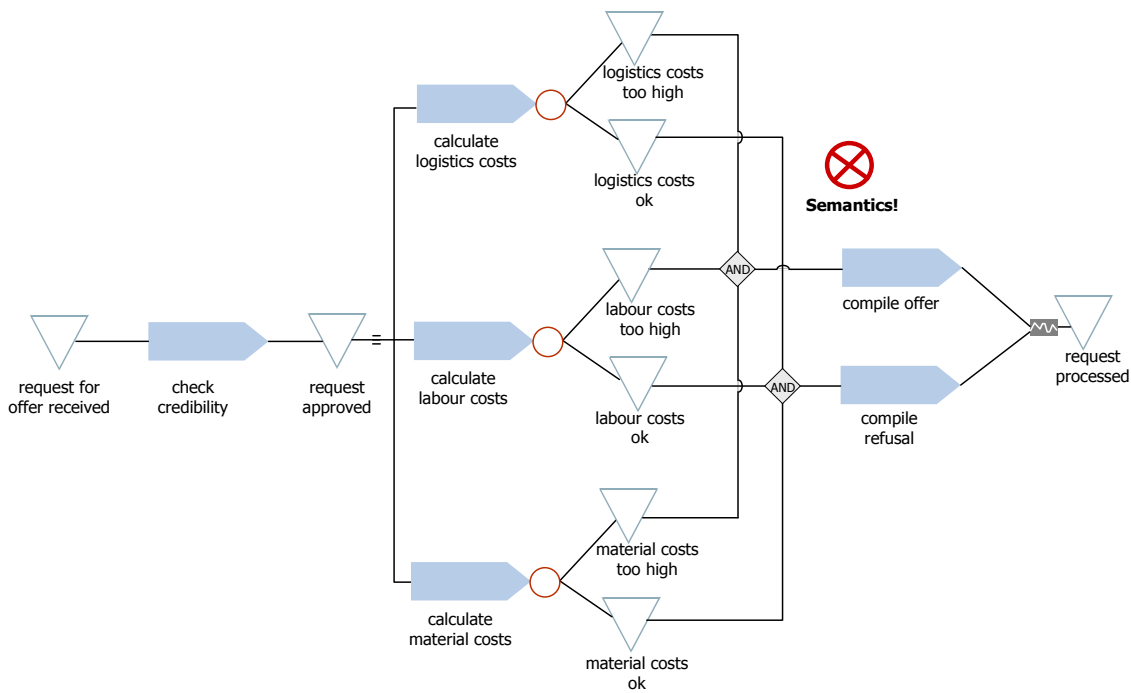 logistics costs
too high
calculate
logistics costs
logistics costs
ok
Semantics!
AND
labour costs
too high
compile offer
request for
offer received
check
credibility
request
approved
calculate
labour costs
labour costs
ok
AND
compile
refusal
request
processed
material costs
too high
calculate
material costs
material costs
ok